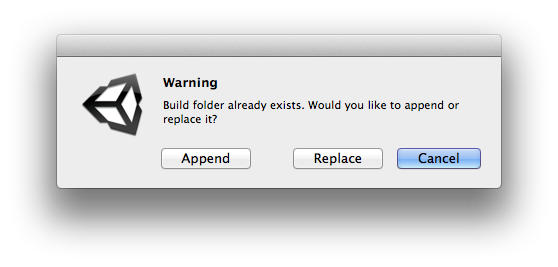 Warning
Build folder already exists. Would you like to append or
replace it?
Append Replace Cancel